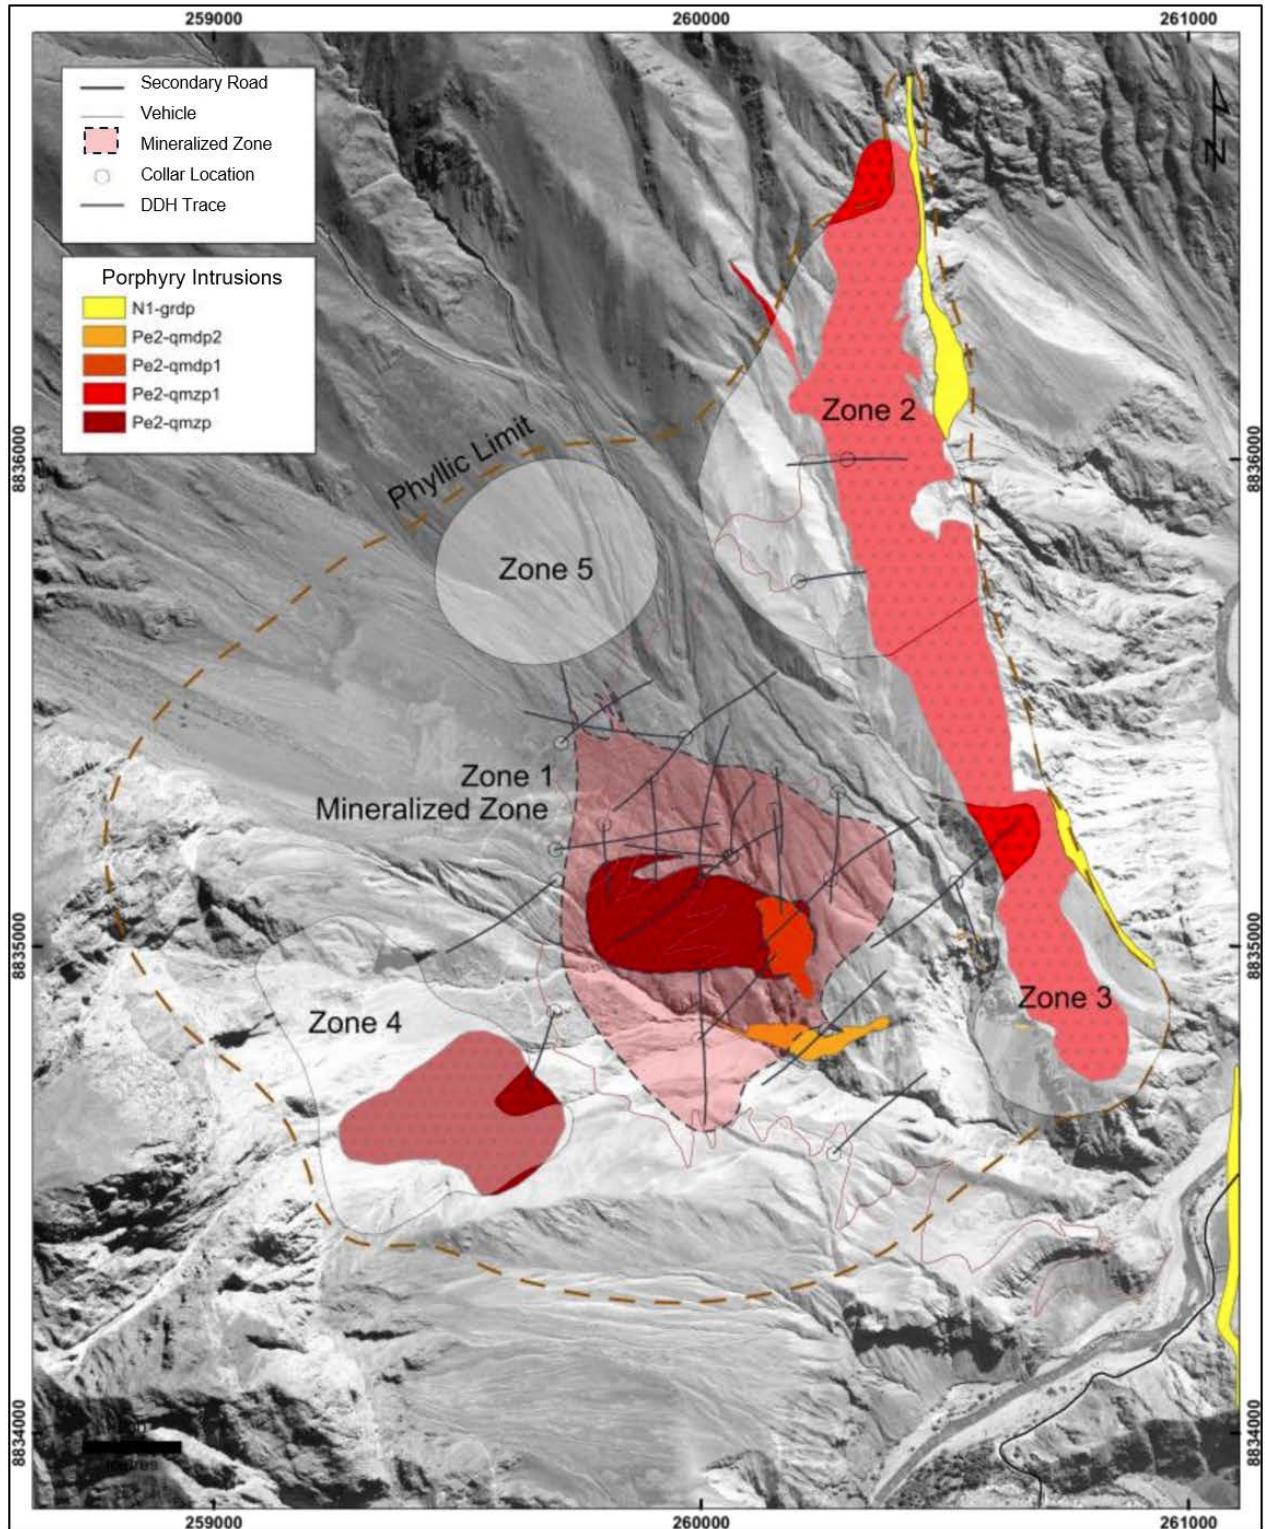 259000
260000
261000
Secondary Road
Vehicle
Mineralized Zone
Collar Location
DDH Trace
N
Porphyry Intrusions
N1-grdp
Pe2-qmdp2
Pe2-qmdp1
Pe2-qmzp1
Pe2-qmzp
Zone 2
8836000
8836000
Phyllic Limit
Zone 5
Zone 1
Mineralized Zone
8835000
8835000
Zone 3
Zone 4
8834000
8834000
259000
260000
261000